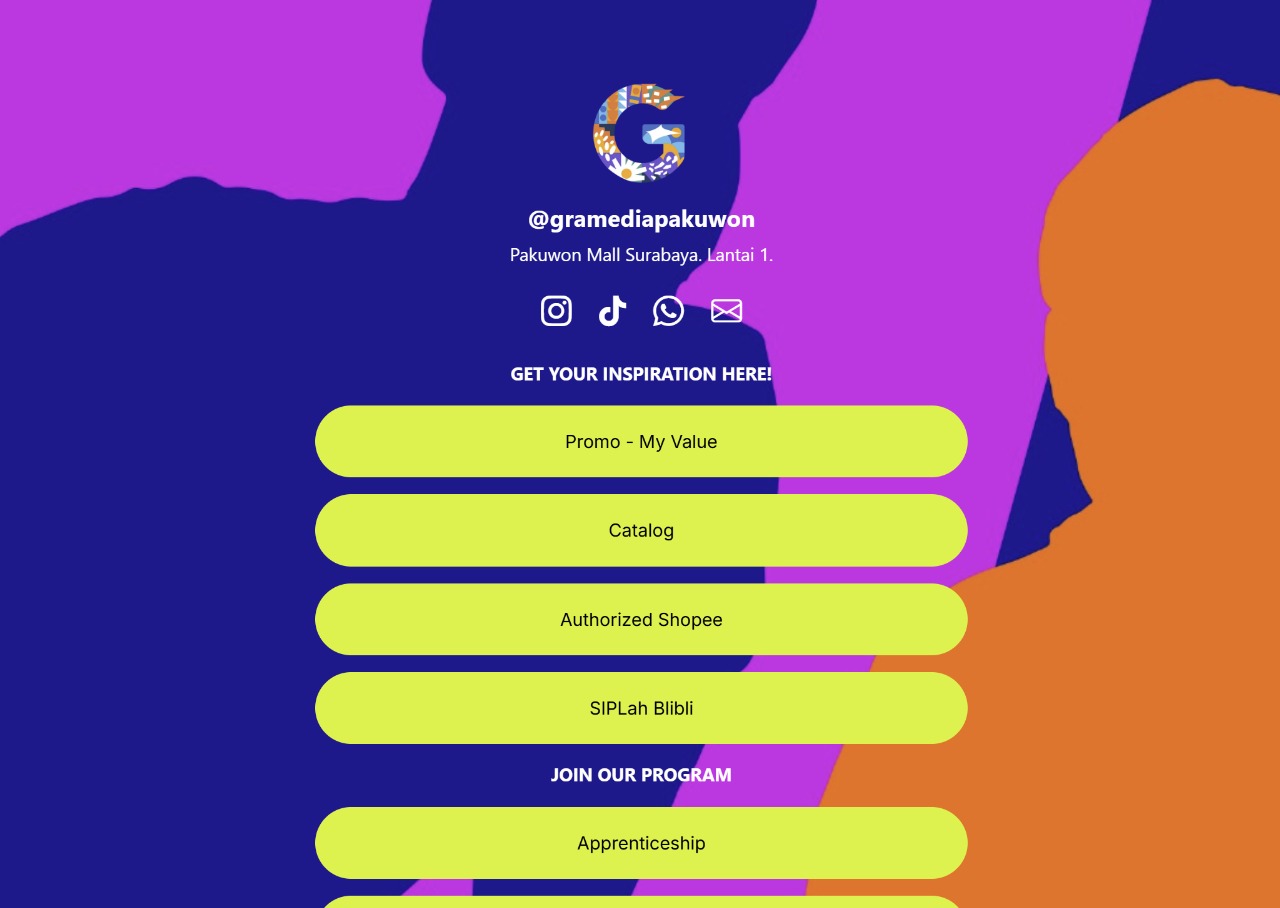 G
@gramediapakuwon
Pakuwon Mall Surabaya. Lantai 1.
GET YOUR INSPIRATION HERE!
Promo - My Value
Catalog
Authorized Shopee
SIPLah Blibli
JOIN OUR PROGRAM
Apprenticeship